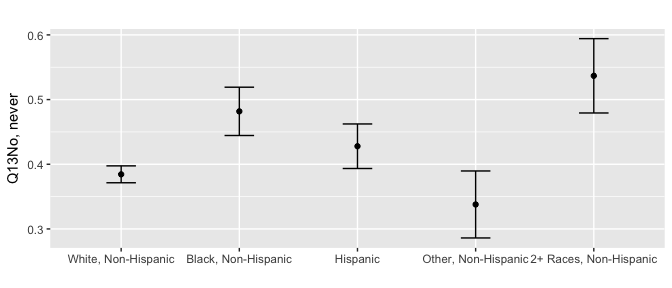 Q13No, never
0.6
0.5
0.4
0.3
White, Non-Hispanic
Black, Non-Hispanic
Hispanic
Other, Non-Hispanic
2+ Races, Non-Hispanic